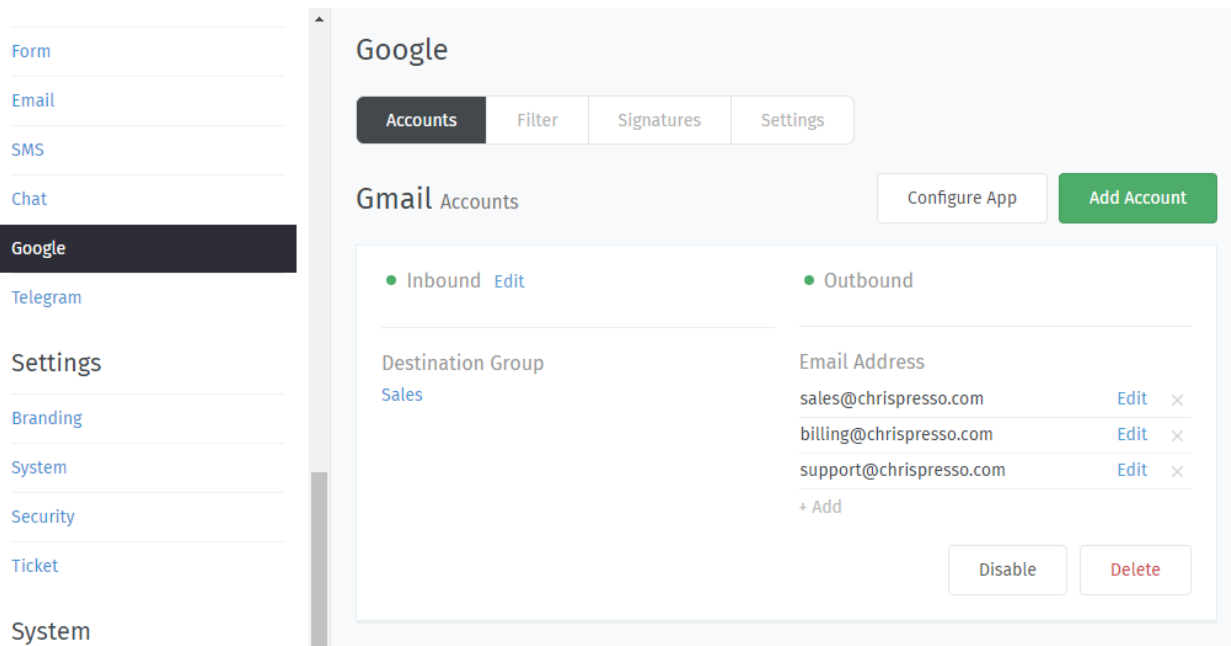 Form
Email
SMS
Chat
Google
Telegram
Settings
Branding
System
Security
Ticket
System
Google
Accounts Filter Signatures Settings
Gmail Accounts
Configure App Add Account
Inbound Edit
Destination Group
Sales
Outbound
Email Address
sales@chrispresso.com Edit ×
billing@chrispresso.com Edit ×
support@chrispresso.com Edit ×
+ Add
Disable Delete